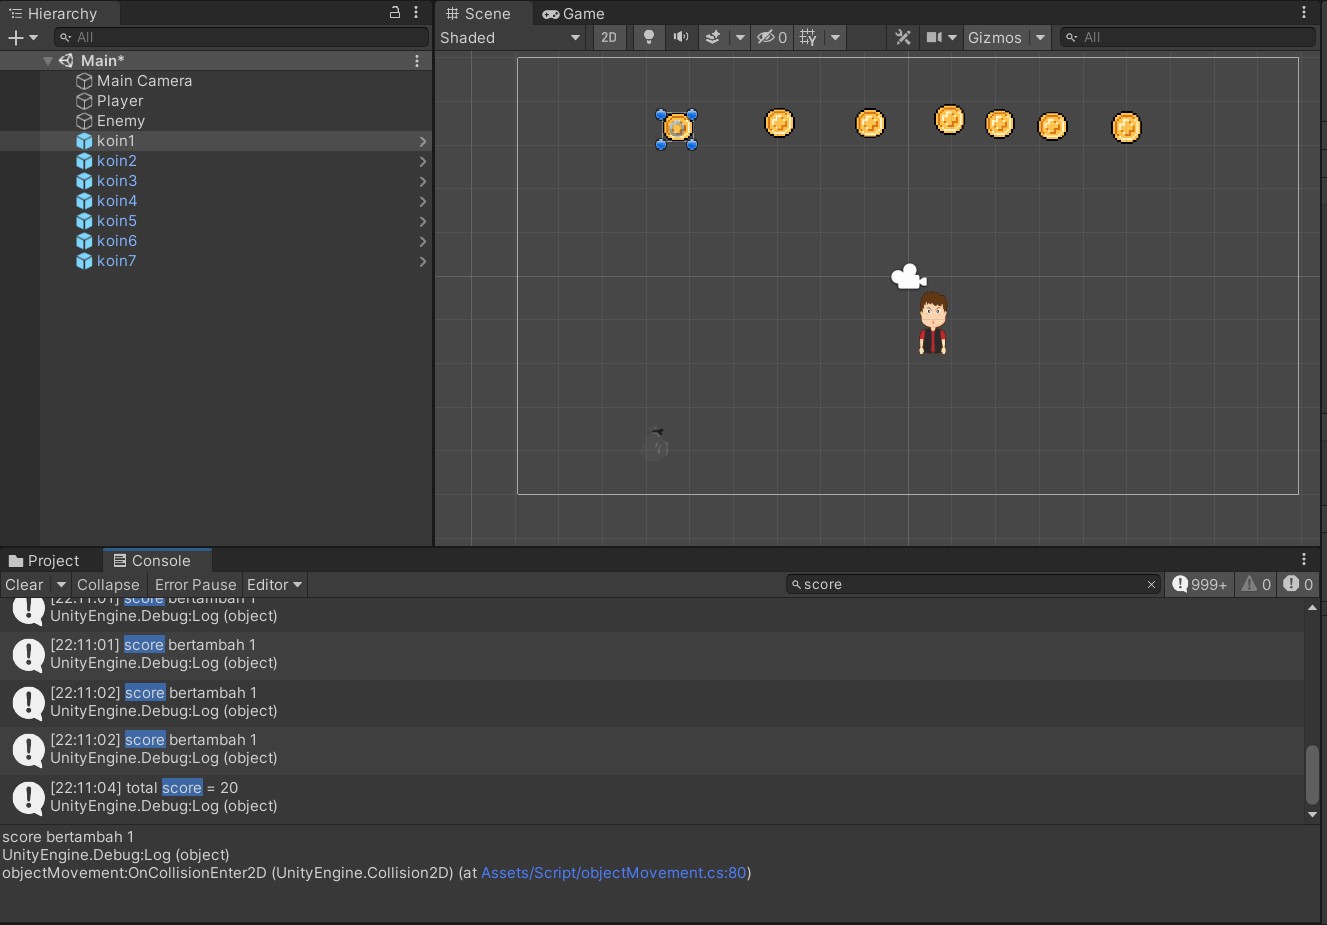 Hierarchy
All
Main*
Main Camera
Player
Enemy
koin1
koin2
koin3
koin4
koin5
koin6
koin7
Scene
Game
Shaded
2D
0
Gizmos
All
Project
Console
Clear
Collapse
Error Pause
Editor
score
999+
0
0
[22:11:01] score bertambah 1
UnityEngine.Debug:Log (object)
[22:11:01] score bertambah 1
UnityEngine.Debug:Log (object)
[22:11:02] score bertambah 1
UnityEngine.Debug:Log (object)
[22:11:02] score bertambah 1
UnityEngine.Debug:Log (object)
[22:11:04] total score = 20
UnityEngine.Debug:Log (object)
score bertambah 1
UnityEngine.Debug:Log (object)
objectMovement:OnCollisionEnter2D (UnityEngine.Collision2D) (at Assets/Script/objectMovement.cs:80)